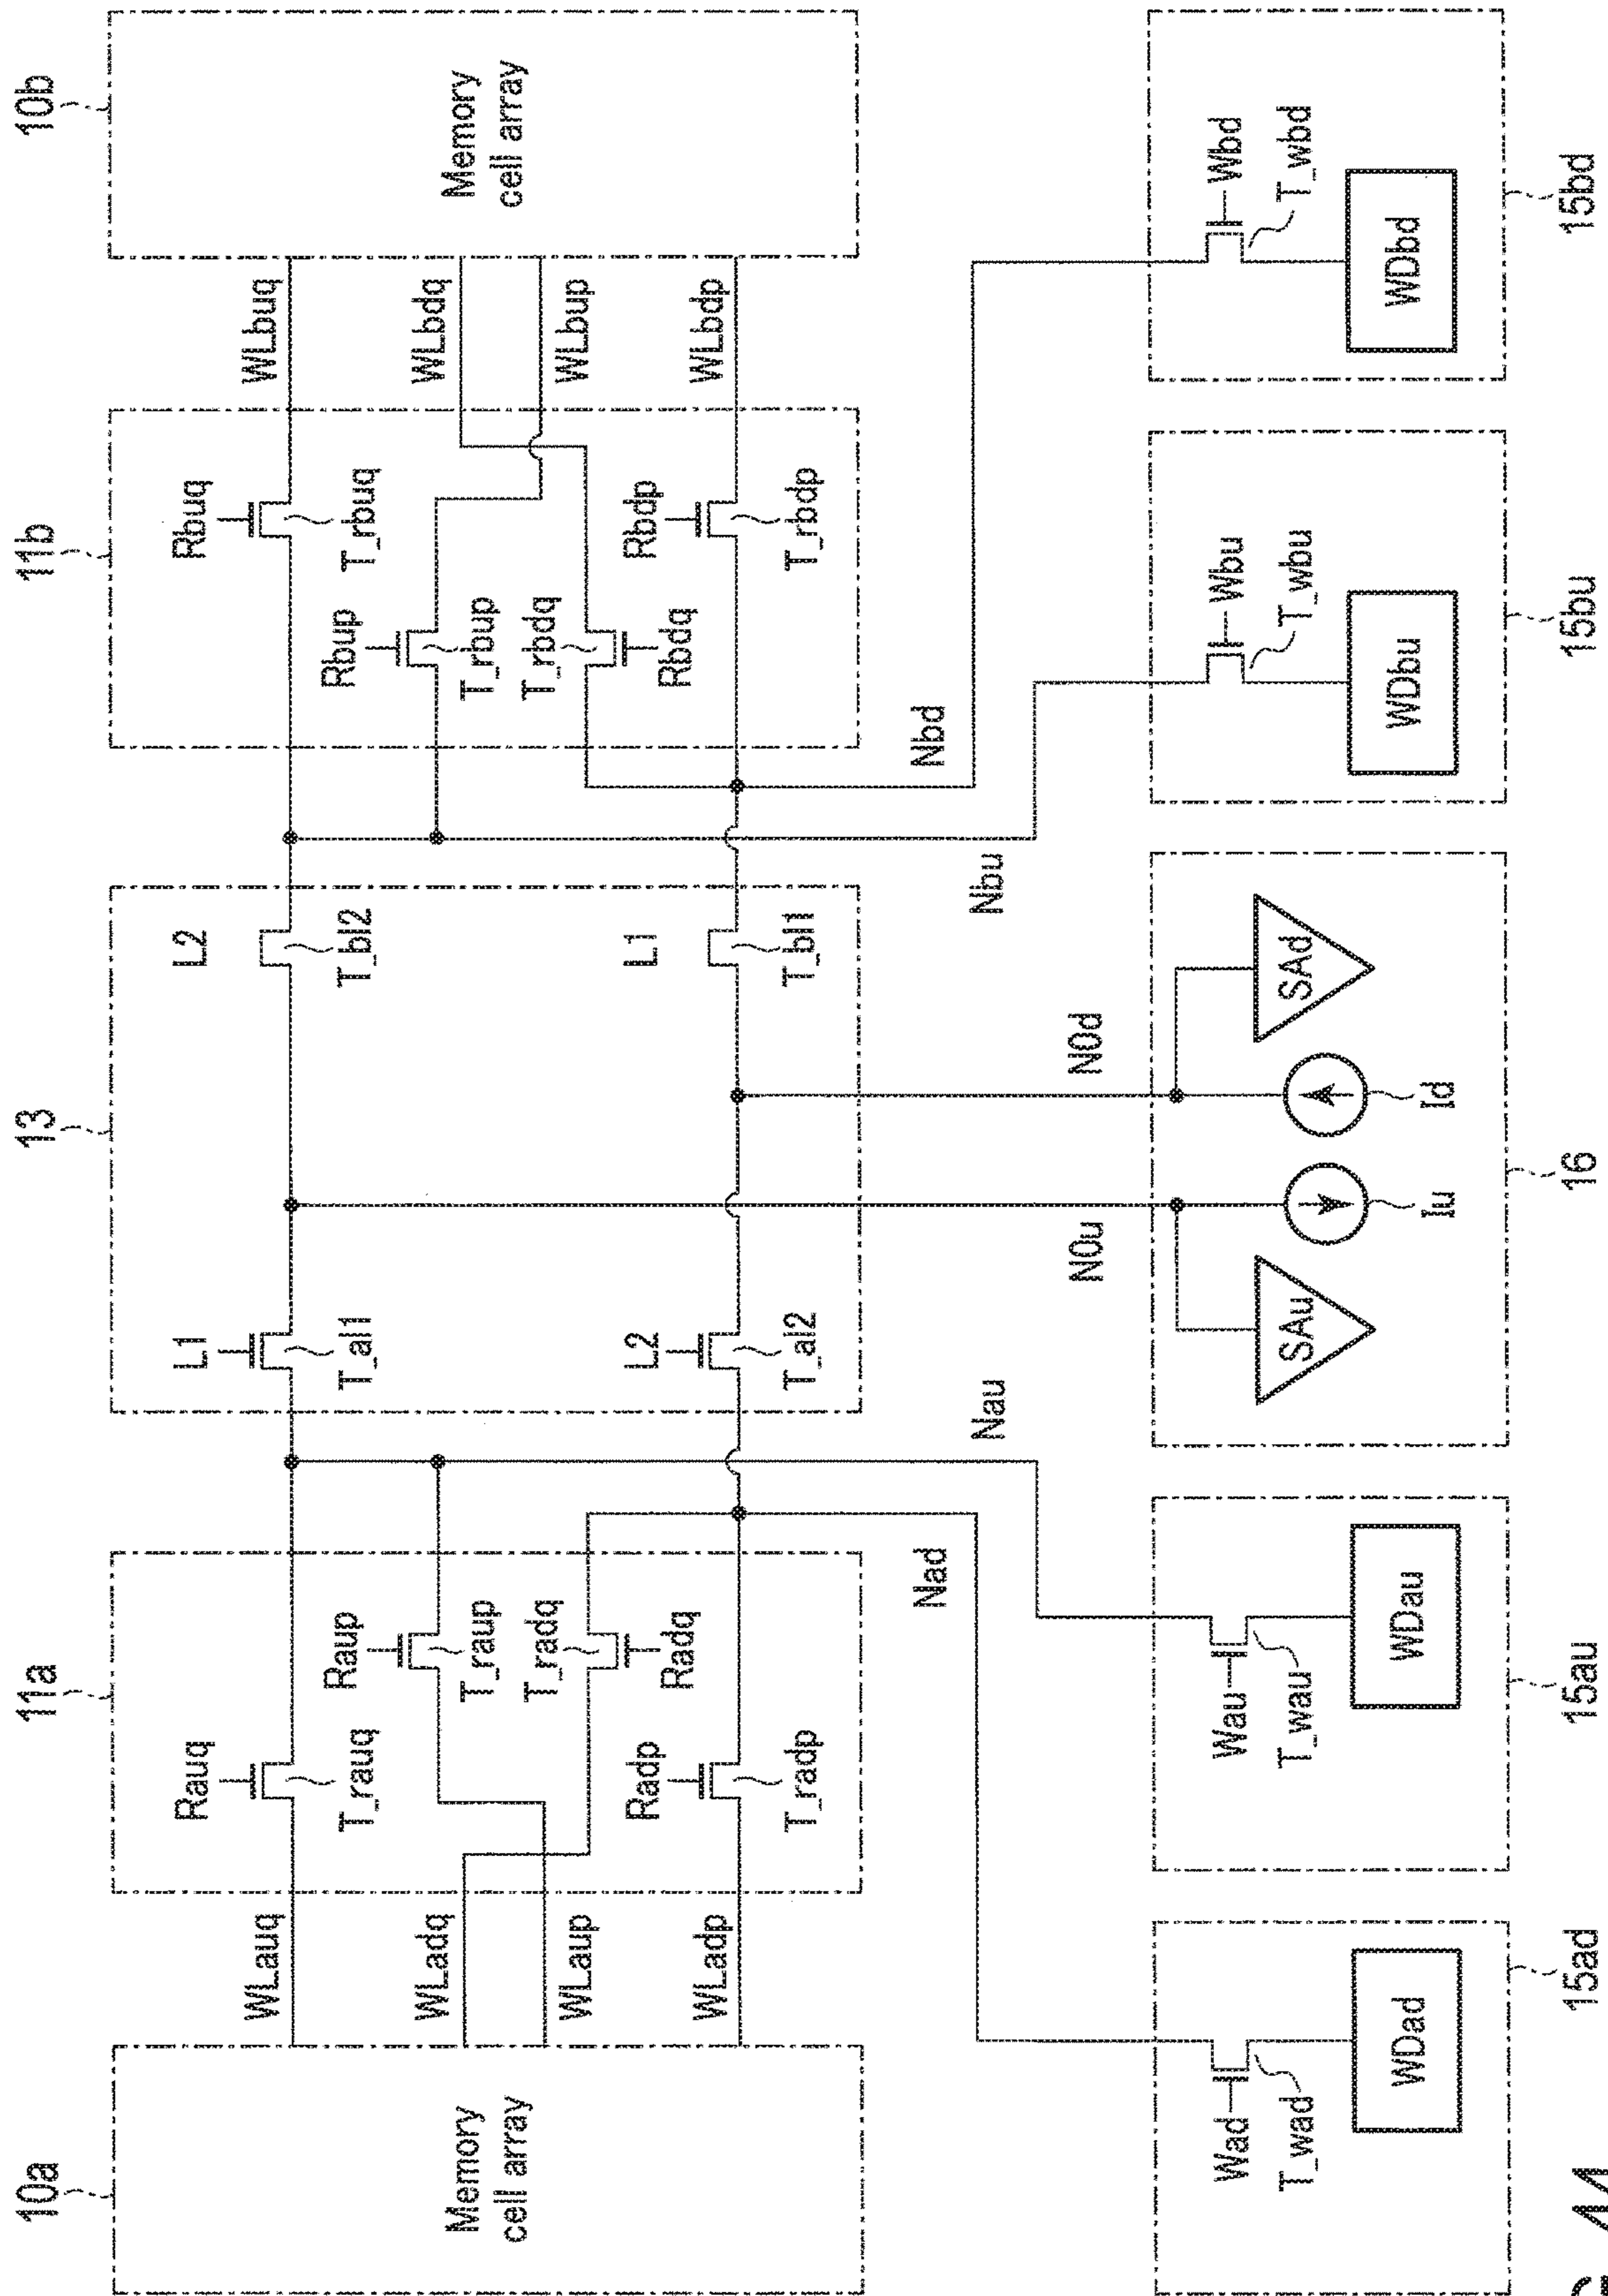 10a
11a
13
11b
10b
Memory
cell array
WLauq
WLadq
WLaup
WLadp
Rauq
T_rauq
Raup
T_raup
T_radq
Radq
Radp
T_radp
L1
T_al1
L2
T_al2
L2
T_bl2
L1
T_bl1
Rbuq
T_rbuq
Rbup
T_rbup
T_rbdq
Rbdq
Rbdp
T_rbdp
WLbuq
WLbdq
WLbup
WLbdp
Memory
cell array
Nad
Nau
N0u
N0d
Nbu
Nbd
Wad
T_wad
WDad
15ad
Wau
T_wau
WDau
15au
SAu
Iu
Id
SAd
16
Wbu
T_wbu
WDbu
15bu
Wbd
T_wbd
WDbd
15bd